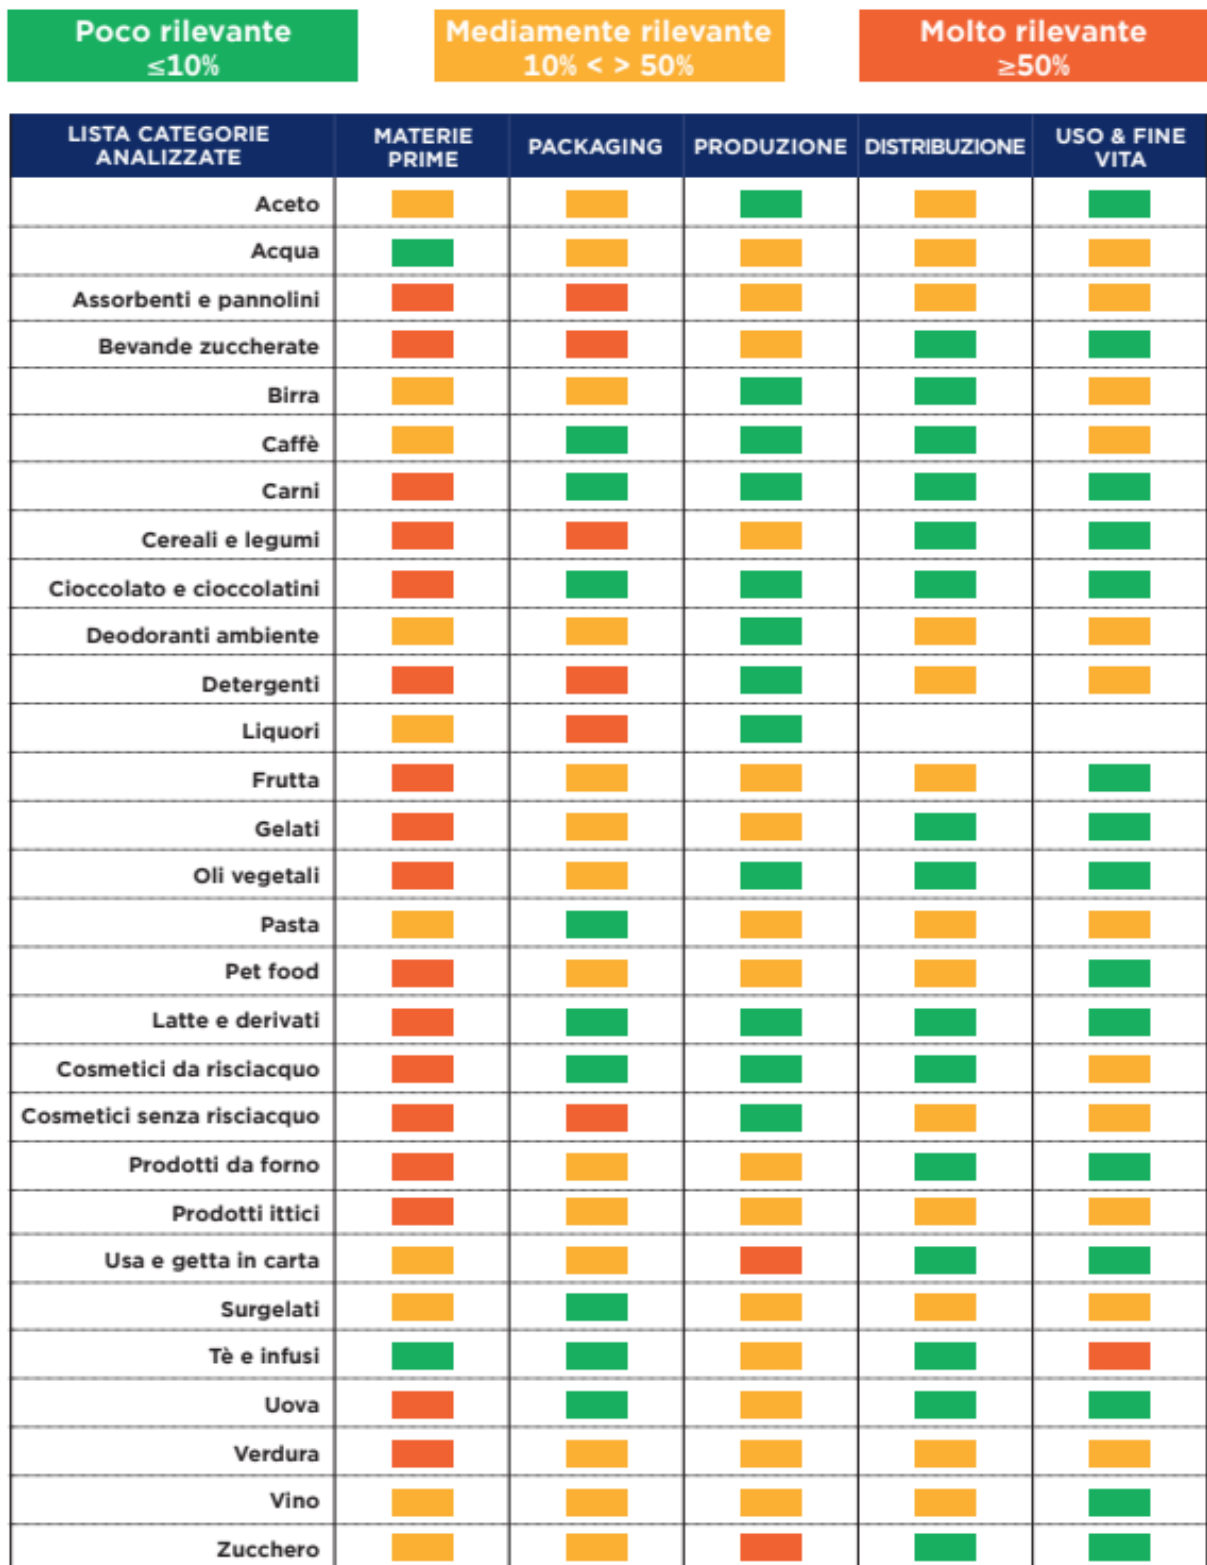 Poco rilevante
≤10%
Mediamente rilevante
10% < > 50%
Molto rilevante
≥50%
LISTA CATEGORIE
ANALIZZATE
MATERIE
PRIME
PACKAGING
PRODUZIONE
DISTRIBUZIONE
USO & FINE
VITA
Aceto
Acqua
Assorbenti e pannolini
Bevande zuccherate
Birra
Caffè
Carni
Cereali e legumi
Cioccolato e cioccolatini
Deodoranti ambiente
Detergenti
Liquori
Frutta
Gelati
Oli vegetali
Pasta
Pet food
Latte e derivati
Cosmetici da risciacquo
Cosmetici senza risciacquo
Prodotti da forno
Prodotti ittici
Usa e getta in carta
Surgelati
Tè e infusi
Uova
Verdura
Vino
Zucchero